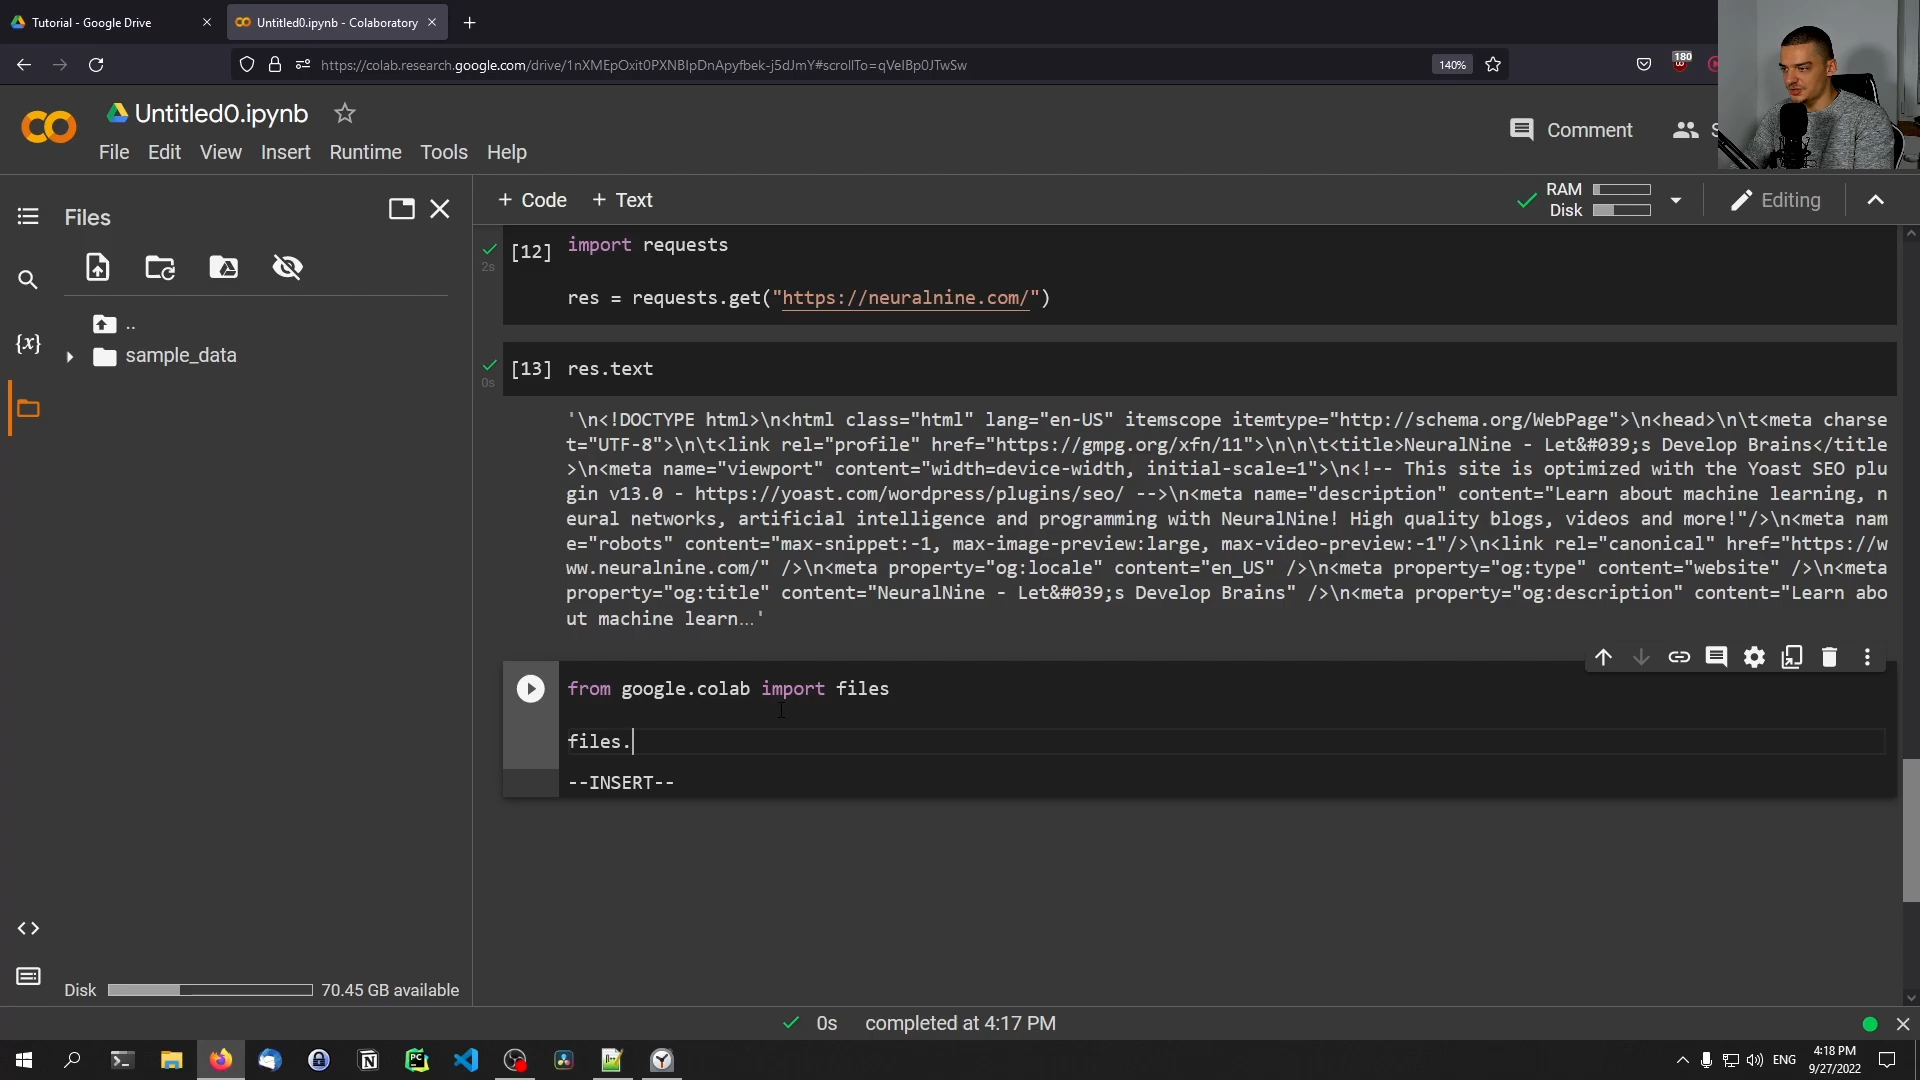 Tutorial - Google Drive
Untitled0.ipynb - Colaboratory
https://colab.research.google.com/drive/1nXMEpOxit0PXNBIpDnApyfbek-j5dJmY#scrollTo=qVeIBp0JTwSw
140%
180
Untitled0.ipynb
Comment
S
File Edit View Insert Runtime Tools Help
Files
+ Code + Text
RAM
Disk
Editing
..
sample_data
{x}
[12] import requests
2s
res = requests.get("https://neuralnine.com/")
[13] res.text
0s
'\n<!DOCTYPE html>\n<html class="html" lang="en-US" itemscope itemtype="http://schema.org/WebPage">\n<head>\n\t<meta charse
t="UTF-8">\n\t<link rel="profile" href="https://gmpg.org/xfn/11">\n\n\t<title>NeuralNine - Let&#039;s Develop Brains</title
>\n<meta name="viewport" content="width=device-width, initial-scale=1">\n<!-- This site is optimized with the Yoast SEO plu
gin v13.0 - https://yoast.com/wordpress/plugins/seo/ -->\n<meta name="description" content="Learn about machine learning, n
eural networks, artificial intelligence and programming with NeuralNine! High quality blogs, videos and more!"/>\n<meta nam
e="robots" content="max-snippet:-1, max-image-preview:large, max-video-preview:-1"/>\n<link rel="canonical" href="https://w
ww.neuralnine.com/" />\n<meta property="og:locale" content="en_US" />\n<meta property="og:type" content="website" />\n<meta
property="og:title" content="NeuralNine - Let&#039;s Develop Brains" />\n<meta property="og:description" content="Learn abo
ut machine learn…'
from google.colab import files
files.
--INSERT--
Disk 70.45 GB available
0s completed at 4:17 PM
ENG
4:18 PM
9/27/2022